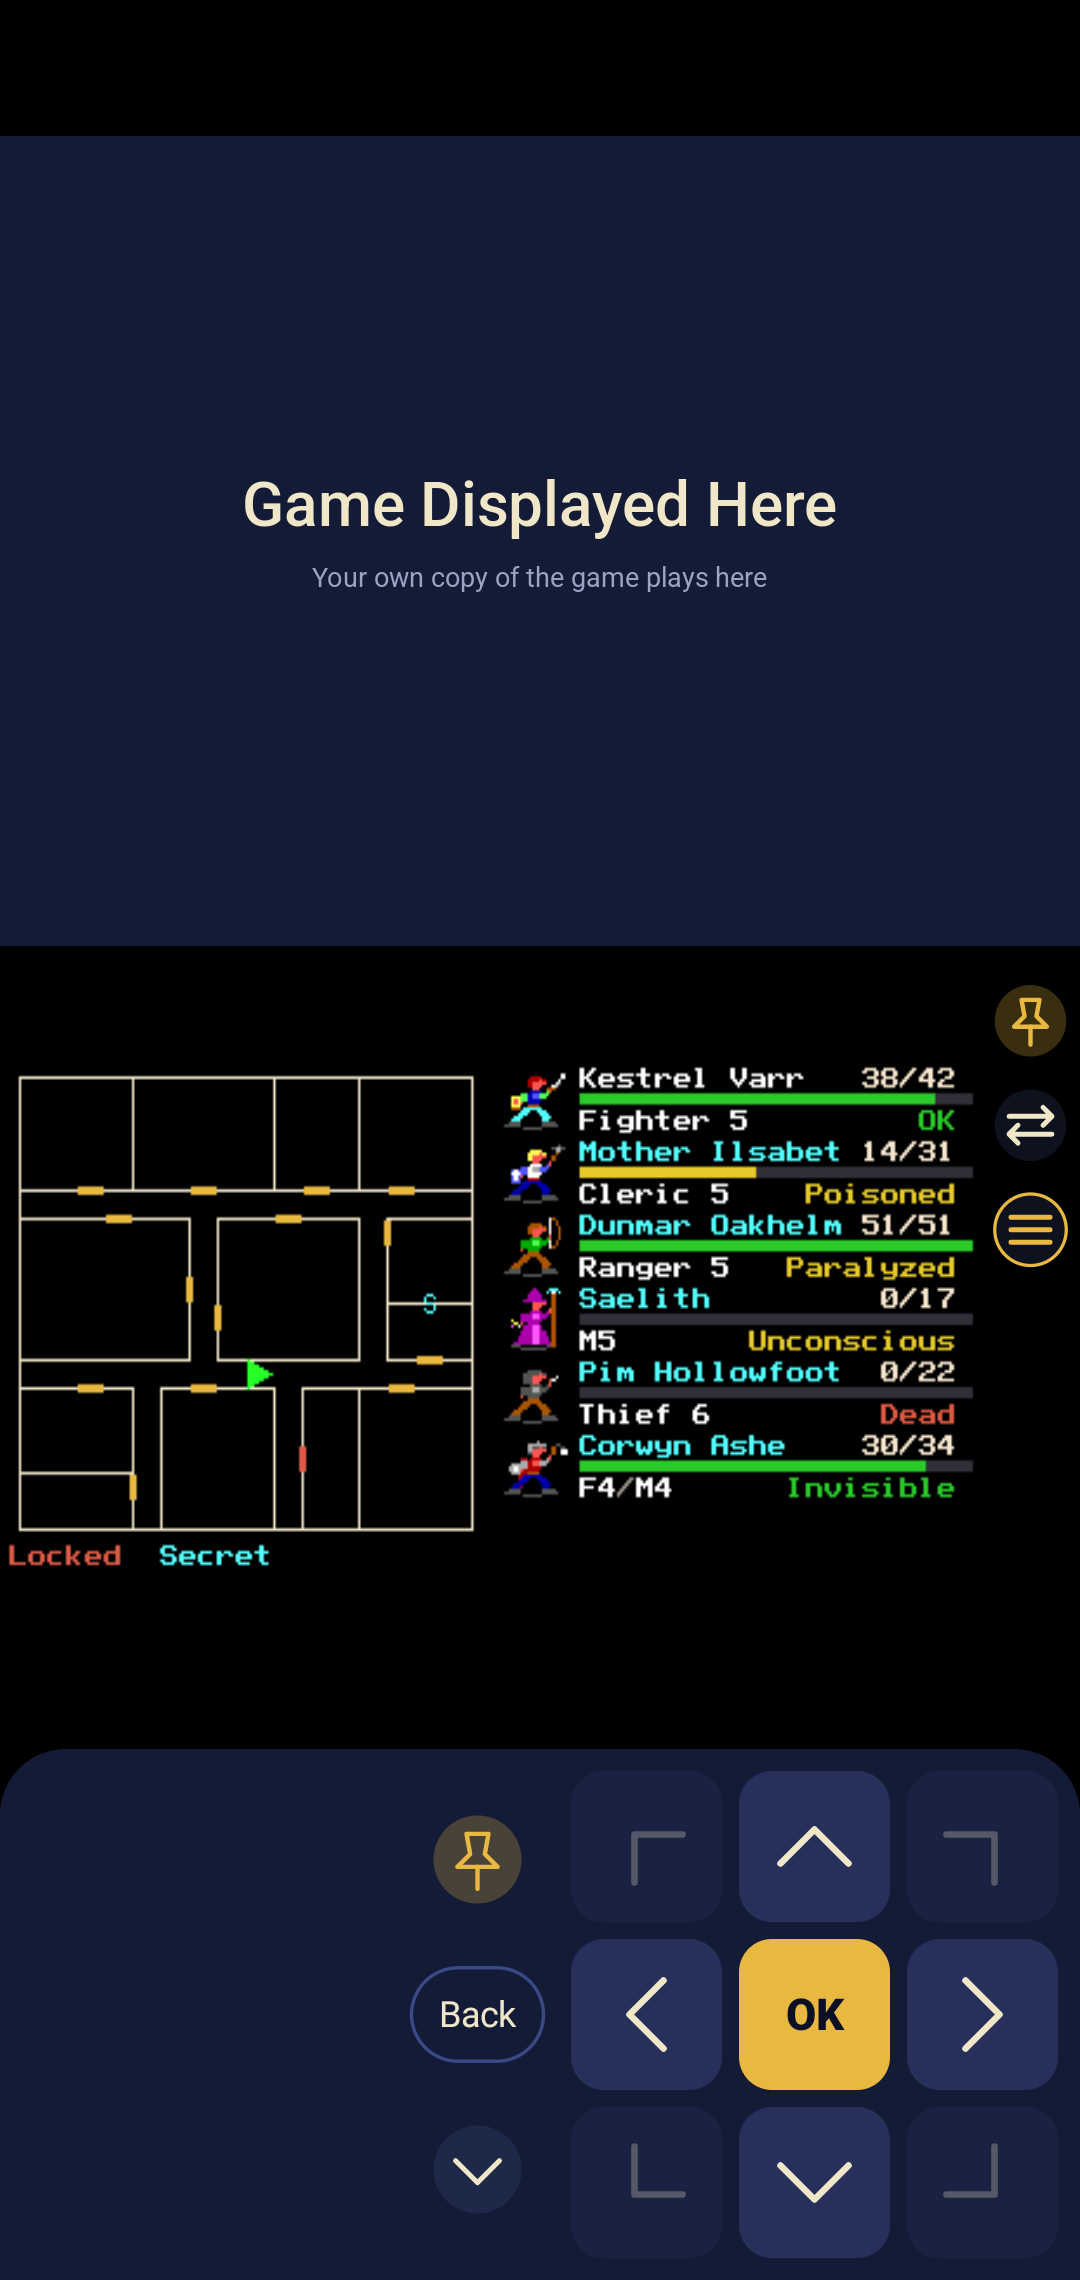 Game Displayed Here
Your own copy of the game plays here
Kestrel Varr 38/42
Fighter 5 OK
Mother Ilsabet 14/31
Cleric 5 Poisoned
Dunmar Oakhelm 51/51
Ranger 5 Paralyzed
Saelith 0/17
M5 Unconscious
Pim Hollowfoot 0/22
Thief 6 Dead
Corwyn Ashe 30/34
F4/M4 Invisible
S
Locked Secret
Back
OK